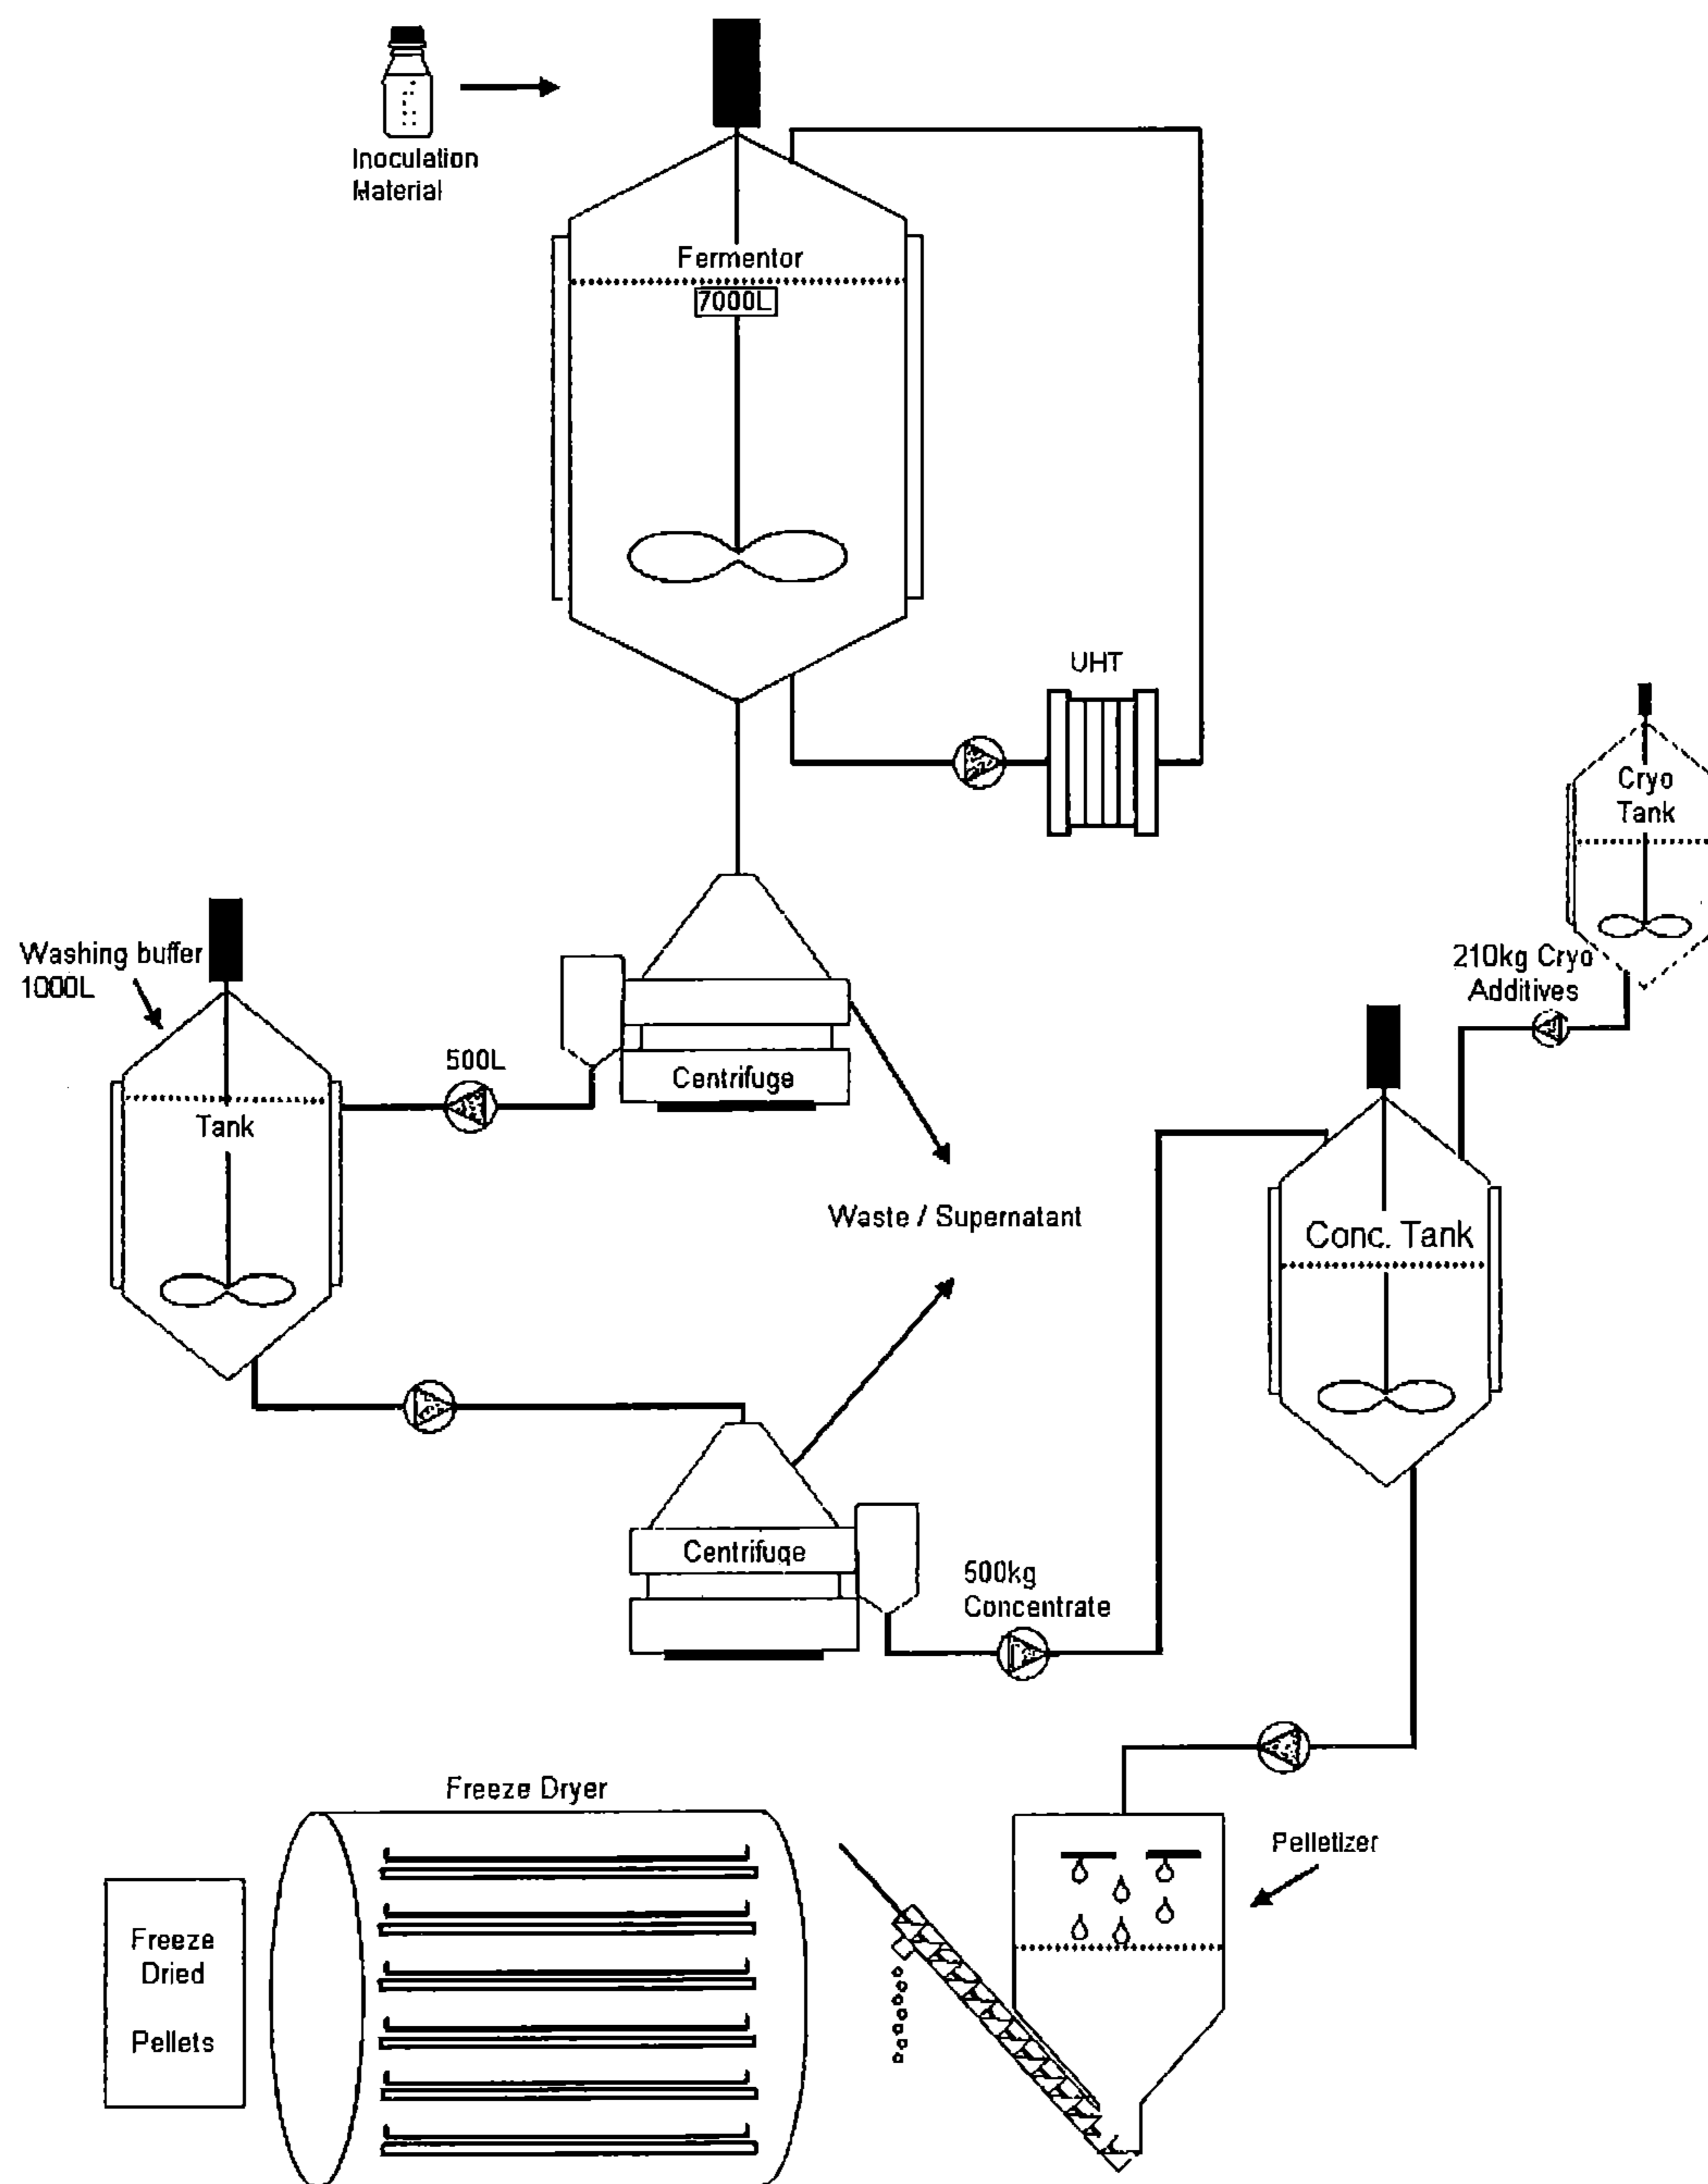 Inoculation
Material
Fermentor
7000L
UHT
Cryo
Tank
Washing buffer
1000L
210kg Cryo
Additives
500L
Centrifuge
Tank
Waste / Supernatant
Conc. Tank
Centrifuge
500kg
Concentrate
Freeze Dryer
Pelletizer
Freeze
Dried
Pellets